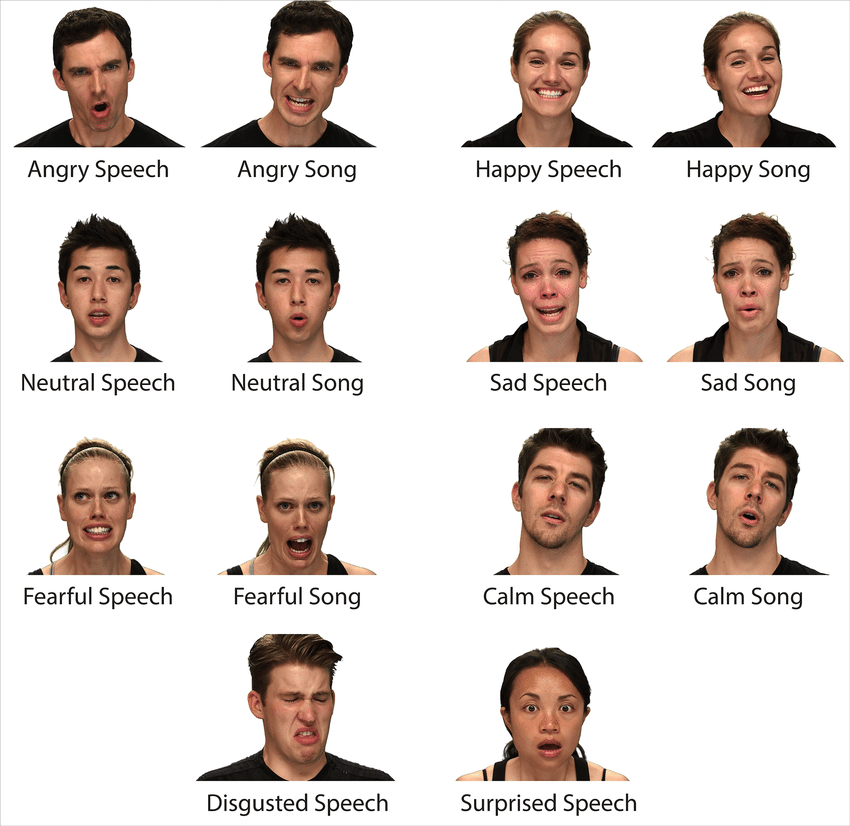 Angry Speech
Angry Song
Happy Speech
Happy Song
Neutral Speech
Neutral Song
Sad Speech
Sad Song
Fearful Speech
Fearful Song
Calm Speech
Calm Song
Disgusted Speech
Surprised Speech